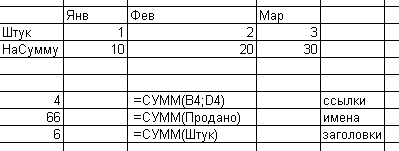 Янв Фев Мар
Штук 1 2 3
НаСумму 10 20 30
4 =СУММ(B4;D4) ссылки
66 =СУММ(Продано) имена
6 =СУММ(Штук) заголовки